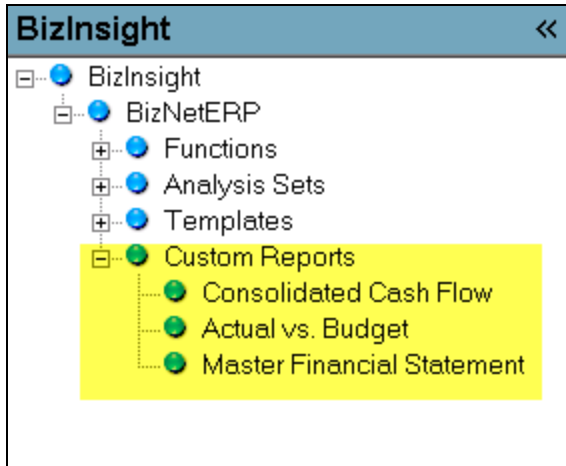 BizInsight «
BizInsight
BizNetERP
Functions
Analysis Sets
Templates
Custom Reports
Consolidated Cash Flow
Actual vs. Budget
Master Financial Statement